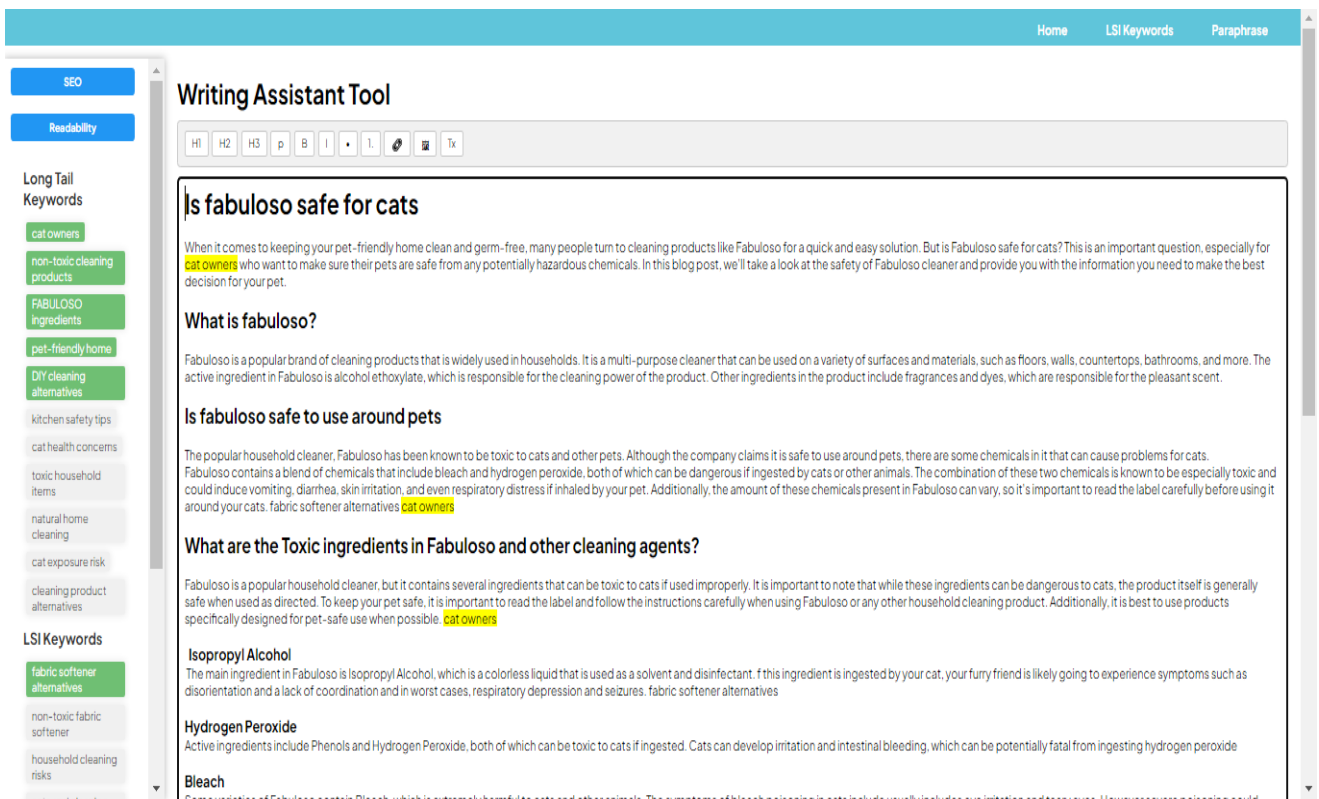 Home LSI Keywords Paraphrase
SEO
Readability
Long Tail
Keywords
cat owners
non-toxic cleaning
products
FABULOSO
ingredients
pet-friendly home
DIY cleaning
alternatives
kitchen safety tips
cat health concerns
toxic household
items
natural home
cleaning
cat exposure risk
cleaning product
alternatives
LSI Keywords
fabric softener
alternatives
non-toxic fabric
softener
household cleaning
risks
Writing Assistant Tool
H1 H2 H3 p B I • 1. Tx
Is fabuloso safe for cats
When it comes to keeping your pet-friendly home clean and germ-free, many people turn to cleaning products like Fabuloso for a quick and easy solution. But is Fabuloso safe for cats? This is an important question, especially for
cat owners who want to make sure their pets are safe from any potentially hazardous chemicals. In this blog post, we'll take a look at the safety of Fabuloso cleaner and provide you with the information you need to make the best
decision for your pet.
What is fabuloso?
Fabuloso is a popular brand of cleaning products that is widely used in households. It is a multi-purpose cleaner that can be used on a variety of surfaces and materials, such as floors, walls, countertops, bathrooms, and more. The
active ingredient in Fabuloso is alcohol ethoxylate, which is responsible for the cleaning power of the product. Other ingredients in the product include fragrances and dyes, which are responsible for the pleasant scent.
Is fabuloso safe to use around pets
The popular household cleaner, Fabuloso has been known to be toxic to cats and other pets. Although the company claims it is safe to use around pets, there are some chemicals in it that can cause problems for cats.
Fabuloso contains a blend of chemicals that include bleach and hydrogen peroxide, both of which can be dangerous if ingested by cats or other animals. The combination of these two chemicals is known to be especially toxic and
could induce vomiting, diarrhea, skin irritation, and even respiratory distress if inhaled by your pet. Additionally, the amount of these chemicals present in Fabuloso can vary, so it's important to read the label carefully before using it
around your cats. fabric softener alternatives cat owners
What are the Toxic ingredients in Fabuloso and other cleaning agents?
Fabuloso is a popular household cleaner, but it contains several ingredients that can be toxic to cats if used improperly. It is important to note that while these ingredients can be dangerous to cats, the product itself is generally
safe when used as directed. To keep your pet safe, it is important to read the label and follow the instructions carefully when using Fabuloso or any other household cleaning product. Additionally, it is best to use products
specifically designed for pet-safe use when possible. cat owners
Isopropyl Alcohol
The main ingredient in Fabuloso is Isopropyl Alcohol, which is a colorless liquid that is used as a solvent and disinfectant. f this ingredient is ingested by your cat, your furry friend is likely going to experience symptoms such as
disorientation and a lack of coordination and in worst cases, respiratory depression and seizures. fabric softener alternatives
Hydrogen Peroxide
Active ingredients include Phenols and Hydrogen Peroxide, both of which can be toxic to cats if ingested. Cats can develop irritation and intestinal bleeding, which can be potentially fatal from ingesting hydrogen peroxide
Bleach